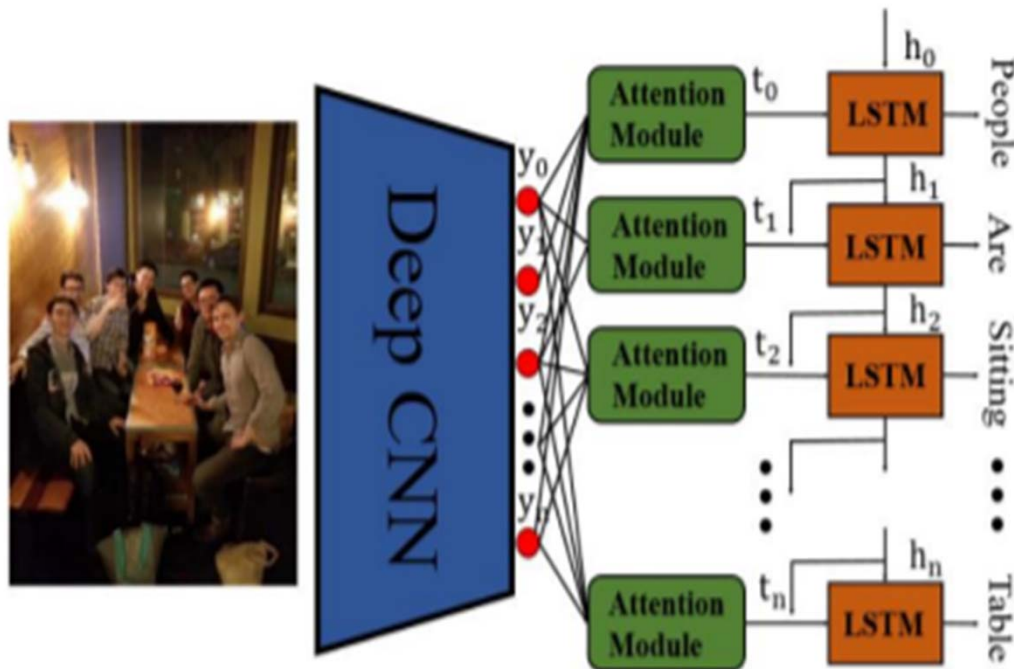 Deep CNN
y0
y1
y2
yn
Attention
Module
t0
h0
LSTM
People
Attention
Module
t1
h1
LSTM
Are
Attention
Module
t2
h2
LSTM
Sitting
Attention
Module
tn
hn
LSTM
Table